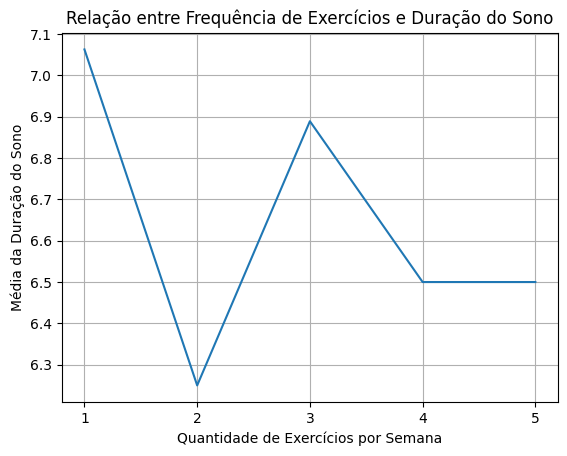 Relação entre Frequência de Exercícios e Duração do Sono
7.1
7.0
6.9
6.8
6.7
6.6
6.5
6.4
6.3
Média da Duração do Sono
1 2 3 4 5
Quantidade de Exercícios por Semana